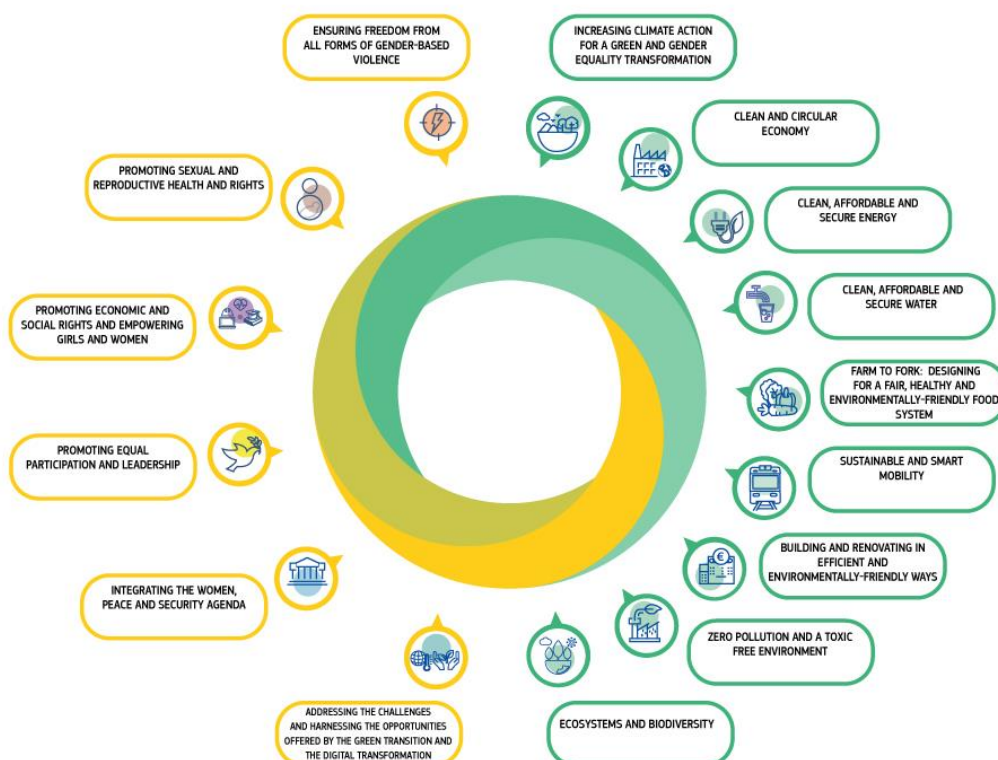 ENSURING FREEDOM FROM
ALL FORMS OF GENDER-BASED
VIOLENCE
INCREASING CLIMATE ACTION
FOR A GREEN AND GENDER
EQUALITY TRANSFORMATION
CLEAN AND CIRCULAR
ECONOMY
PROMOTING SEXUAL AND
REPRODUCTIVE HEALTH AND RIGHTS
CLEAN, AFFORDABLE AND
SECURE ENERGY
PROMOTING ECONOMIC AND
SOCIAL RIGHTS AND EMPOWERING
GIRLS AND WOMEN
CLEAN, AFFORDABLE AND
SECURE WATER
FARM TO FORK: DESIGNING
FOR A FAIR, HEALTHY AND
ENVIRONMENTALLY-FRIENDLY FOOD
SYSTEM
PROMOTING EQUAL
PARTICIPATION AND LEADERSHIP
SUSTAINABLE AND SMART
MOBILITY
€
BUILDING AND RENOVATING IN
EFFICIENT AND
ENVIRONMENTALLY-FRIENDLY WAYS
INTEGRATING THE WOMEN,
PEACE AND SECURITY AGENDA
ZERO POLLUTION AND A TOXIC
FREE ENVIRONMENT
ADDRESSING THE CHALLENGES
AND HARNESSING THE OPPORTUNITIES
OFFERED BY THE GREEN TRANSITION AND
THE DIGITAL TRANSFORMATION
ECOSYSTEMS AND BIODIVERSITY